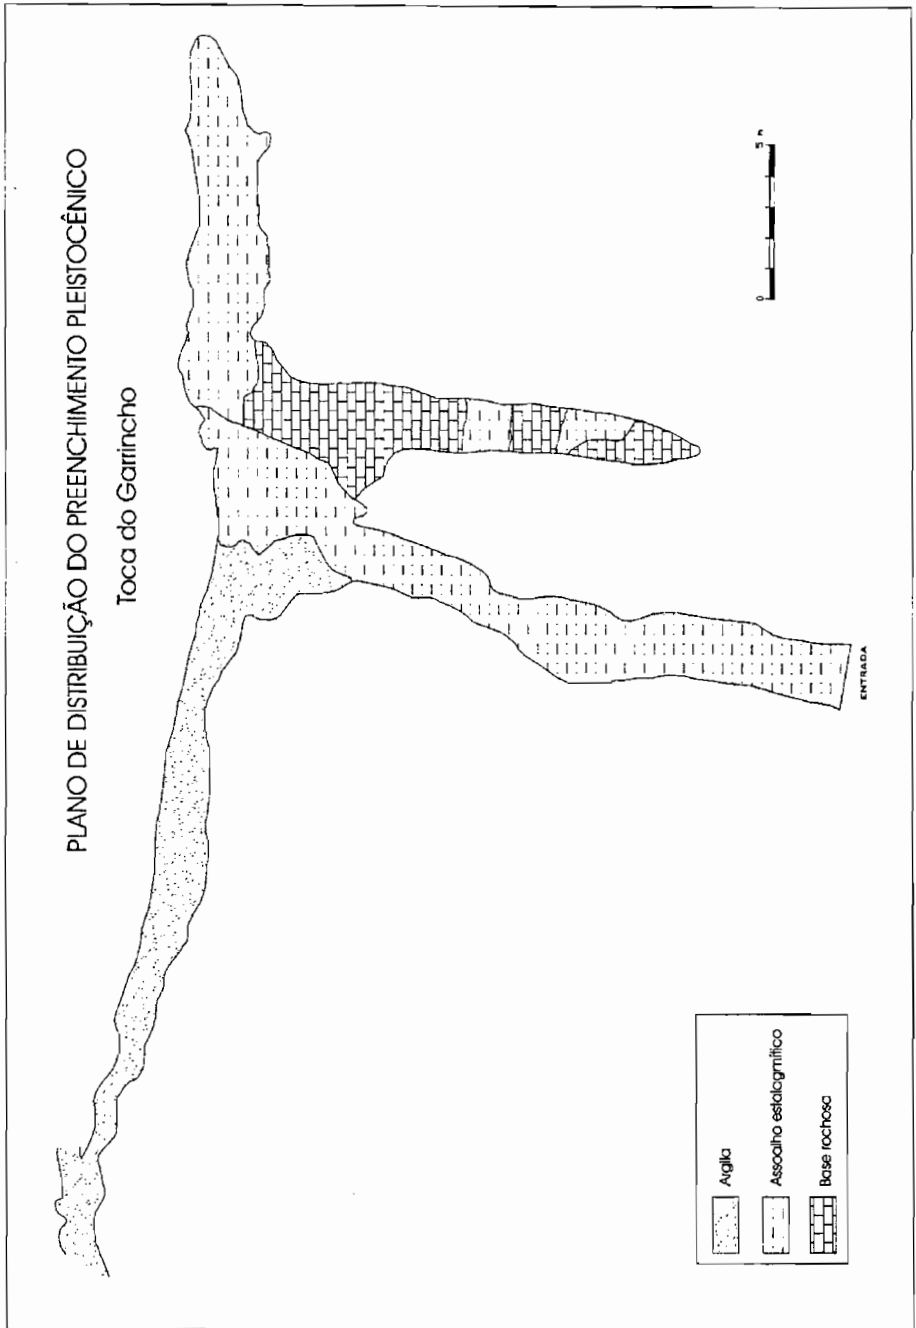 PLANO DE DISTRIBUIÇÃO DO PREENCHIMENTO PLEISTOCÊNICO
Toca do Garrincho
0 5 m
ENTRADA
Argila
Assoalho estalagmítico
Base rochosa